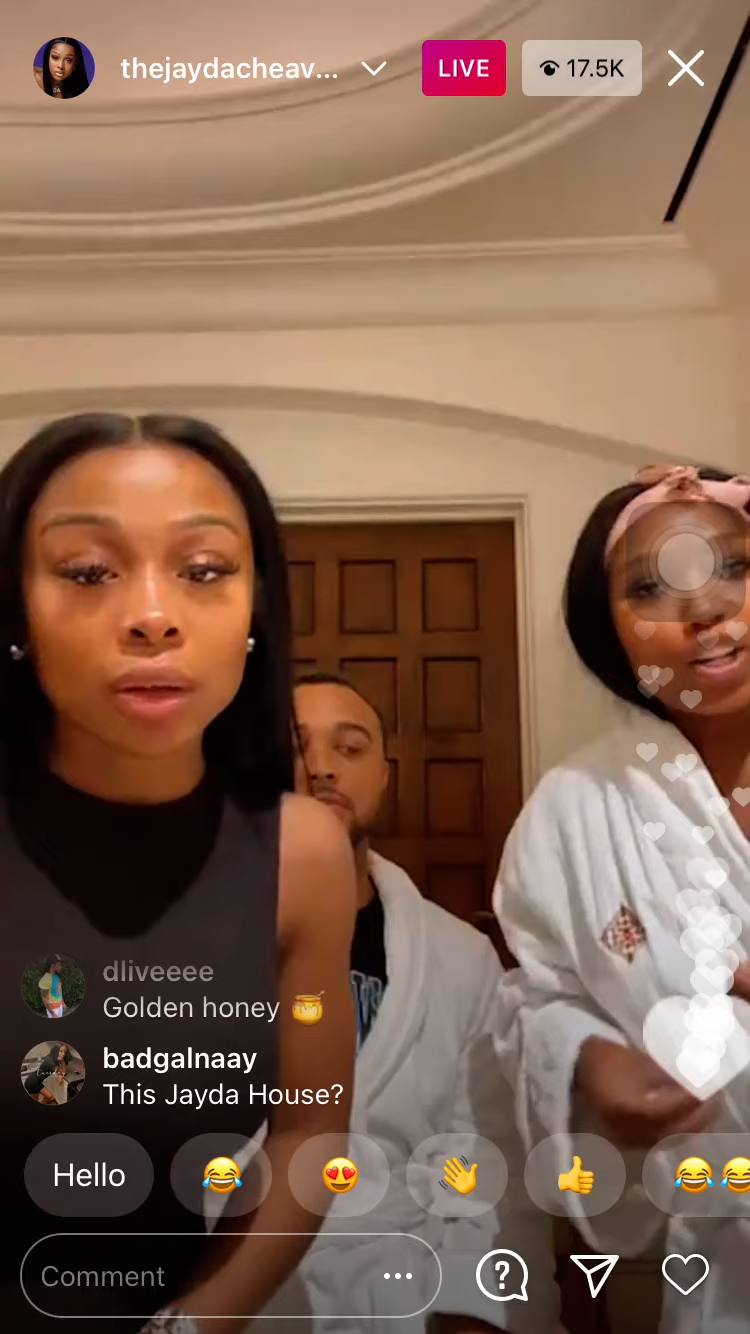 thejaydacheav...
LIVE
17.5K
dliveeee
Golden honey 🍯
badgalnaay
This Jayda House?
Hello
😂
😍
👋
👍
😂😂
Comment